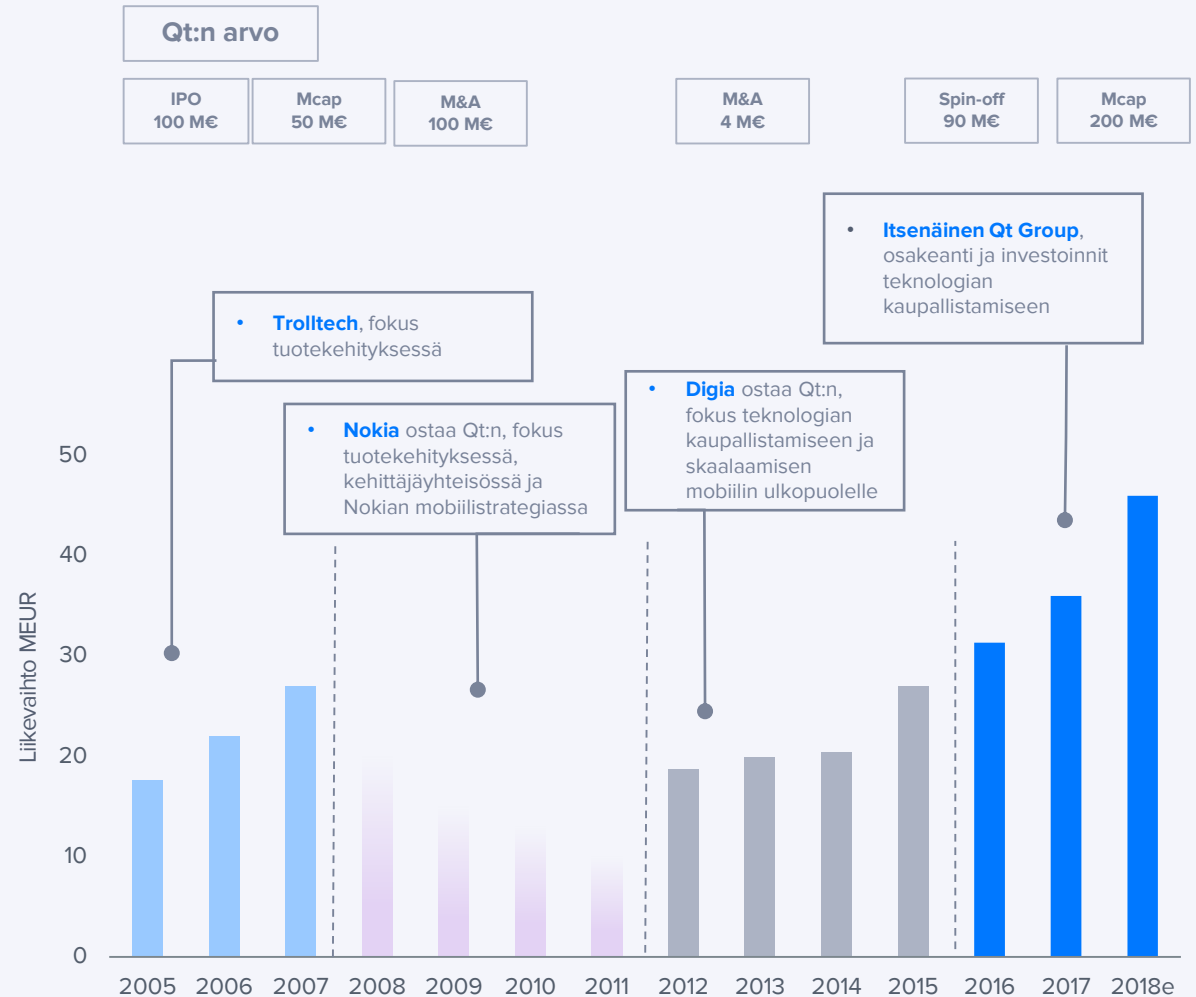 Qt:n arvo
IPO
100 M€
Mcap
50 M€
M&A
100 M€
M&A
4 M€
Spin-off
90 M€
Mcap
200 M€
• Itsenäinen Qt Group,
osakeanti ja investoinnit
teknologian
kaupallistamiseen
• Trolltech, fokus
tuotekehityksessä
• Digia ostaa Qt:n,
fokus teknologian
kaupallistamiseen ja
skaalaamisen
mobiilin ulkopuolelle
• Nokia ostaa Qt:n, fokus
tuotekehityksessä,
kehittäjäyhteisössä ja
Nokian mobiilistrategiassa
Liikevaihto MEUR
50
40
30
20
10
0
2005 2006 2007 2008 2009 2010 2011 2012 2013 2014 2015 2016 2017 2018e